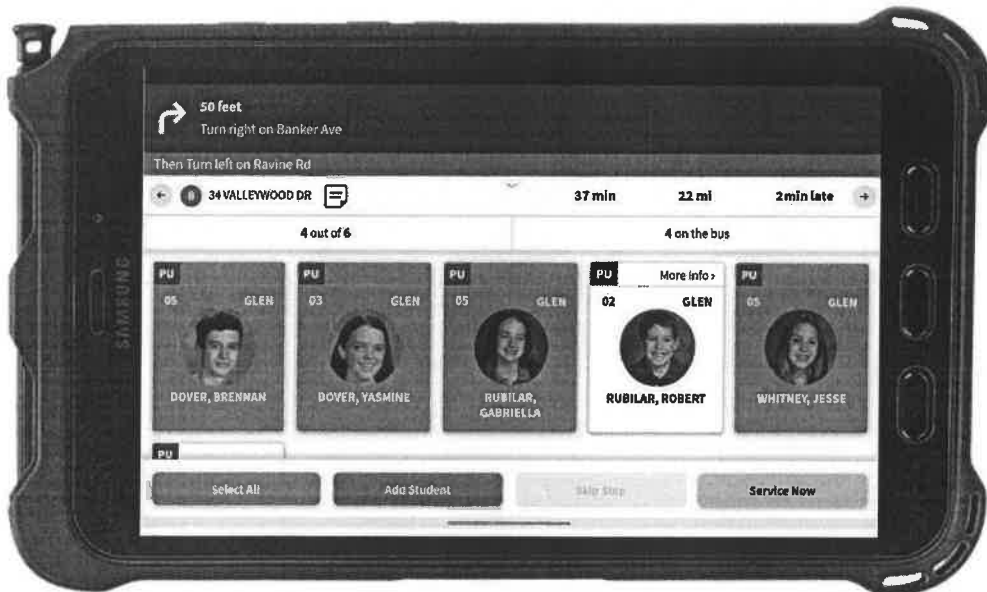 50 feet
Turn right on Banker Ave
Then Turn left on Ravine Rd
34 VALLEYWOOD DR
37 min
22 mi
2 min late
4 out of 6
4 on the bus
PU
05 GLEN
DOVER, BRENNAN
PU
03 GLEN
DOVER, YASMINE
PU
05 GLEN
RUBILAR,
GABRIELLA
PU More info >
02 GLEN
RUBILAR, ROBERT
PU
05 GLEN
WHITNEY, JESSE
PU
Select All
Add Student
Skip Stop
Service Now
SAMSUNG